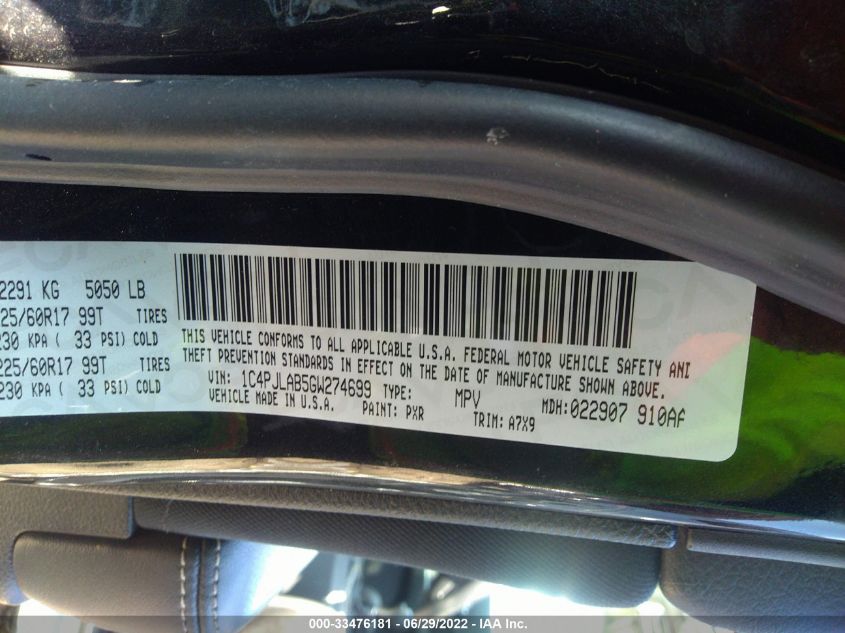 2291 KG 5050 LB
25/60R17 99T TIRES
230 KPA ( 33 PSI) COLD
225/60R17 99T TIRES
230 KPA ( 33 PSI) COLD
THIS VEHICLE CONFORMS TO ALL APPLICABLE U.S.A. FEDERAL MOTOR VEHICLE SAFETY AND
THEFT PREVENTION STANDARDS IN EFFECT ON THE DATE OF MANUFACTURE SHOWN ABOVE.
VIN: 1C4PJLAB5GW274699 TYPE: MPV MDH:022907 910AF
VEHICLE MADE IN U.S.A. PAINT: PXR TRIM: A7X9
000-33476181 - 06/29/2022 - IAA Inc.